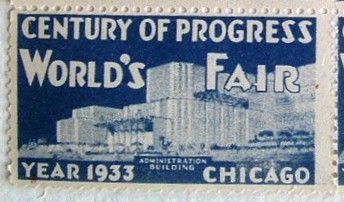 CENTURY OF PROGRESS
WORLD'S FAIR
ADMINISTRATION
BUILDING
YEAR 1933 CHICAGO